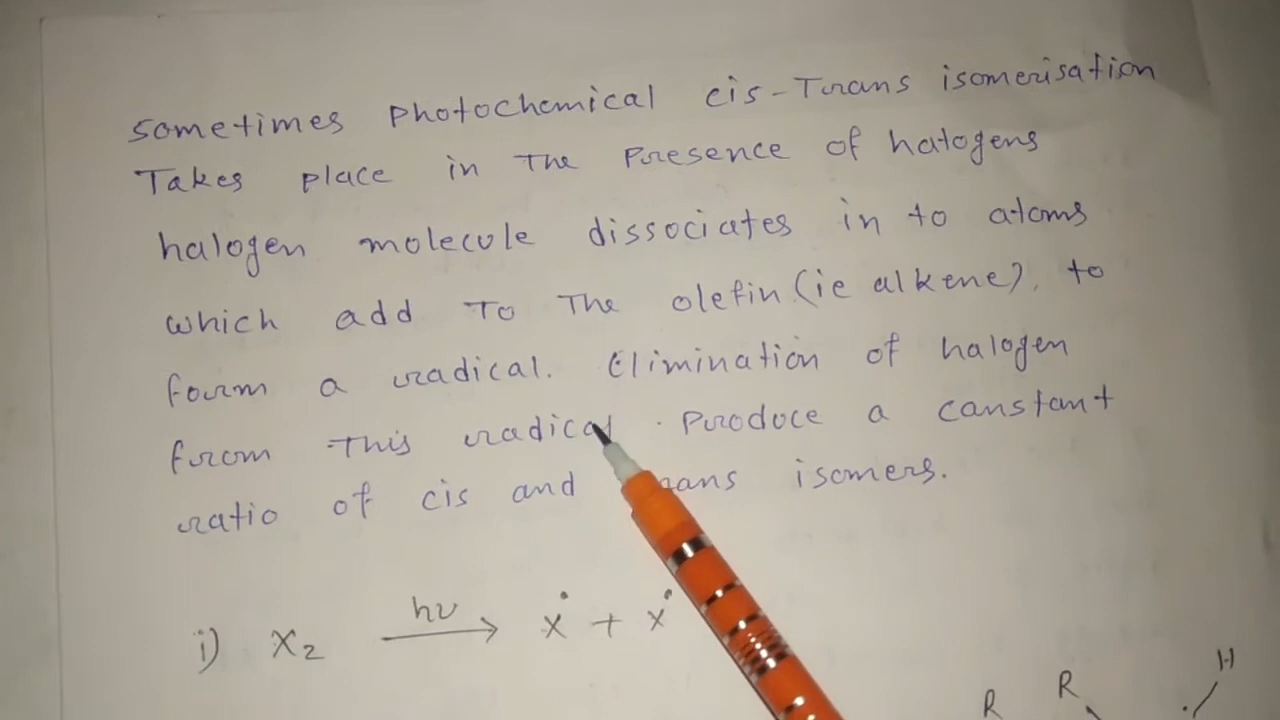 sometimes photochemical cis-Trans isomerisation
Takes place in The Presence of halogens
halogen molecule dissociates in to atoms
which add To The olefin (ie alkene), to
form a radical. Elimination of halogen
from This radical. Produce a constant
ratio of cis and isomers.
i) X2 hν → X• + X•
R R H